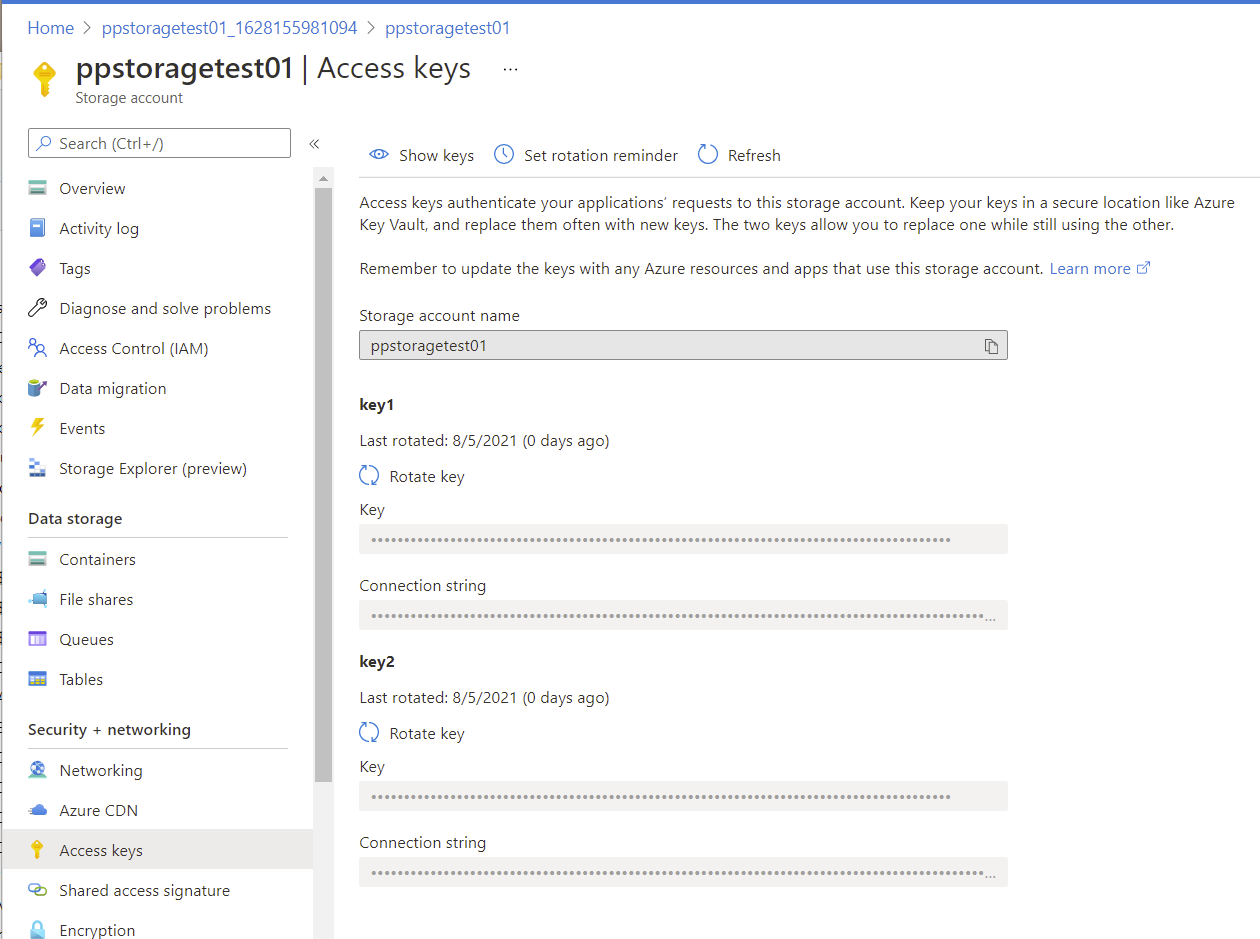 Home > ppstoragetest01_1628155981094 > ppstoragetest01
ppstoragetest01 | Access keys ...
Storage account
Search (Ctrl+/)
«
Overview
Activity log
Tags
Diagnose and solve problems
Access Control (IAM)
Data migration
Events
Storage Explorer (preview)
Data storage
Containers
File shares
Queues
Tables
Security + networking
Networking
Azure CDN
Access keys
Shared access signature
Encryption
Show keys Set rotation reminder Refresh
Access keys authenticate your applications’ requests to this storage account. Keep your keys in a secure location like Azure
Key Vault, and replace them often with new keys. The two keys allow you to replace one while still using the other.
Remember to update the keys with any Azure resources and apps that use this storage account. Learn more
Storage account name
ppstoragetest01
key1
Last rotated: 8/5/2021 (0 days ago)
Rotate key
Key
Connection string
key2
Last rotated: 8/5/2021 (0 days ago)
Rotate key
Key
Connection string